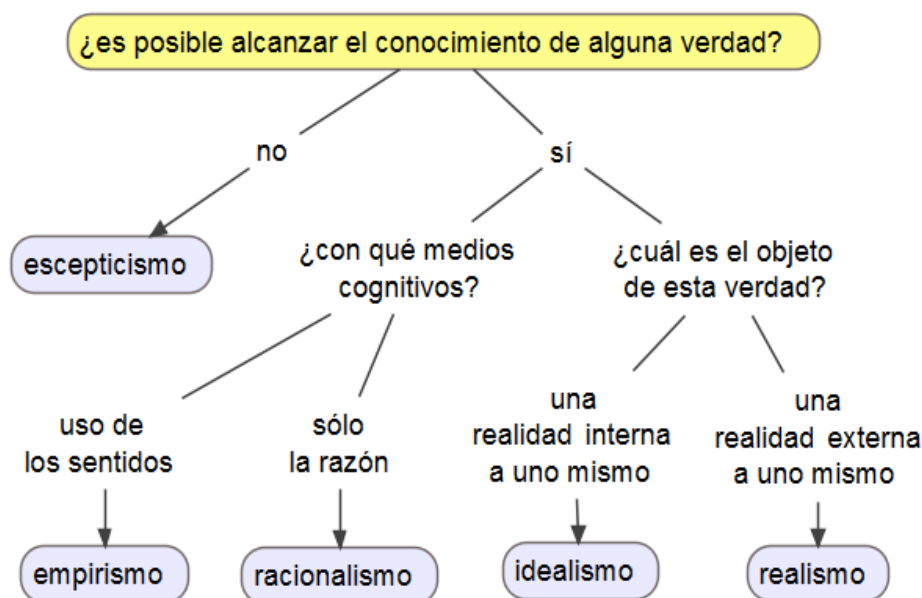 ¿es posible alcanzar el conocimiento de alguna verdad?
no
sí
escepticismo
¿con qué medios
cognitivos?
¿cuál es el objeto
de esta verdad?
uso de
los sentidos
sólo
la razón
una
realidad interna
a uno mismo
una
realidad externa
a uno mismo
empirismo
racionalismo
idealismo
realismo